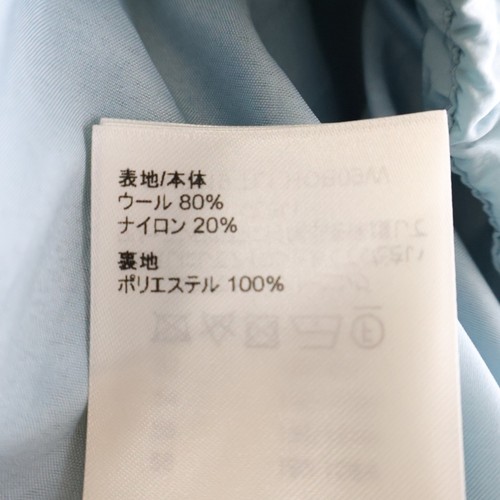 表地/本体
ウール 80%
ナイロン 20%
裏地
ポリエステル 100%